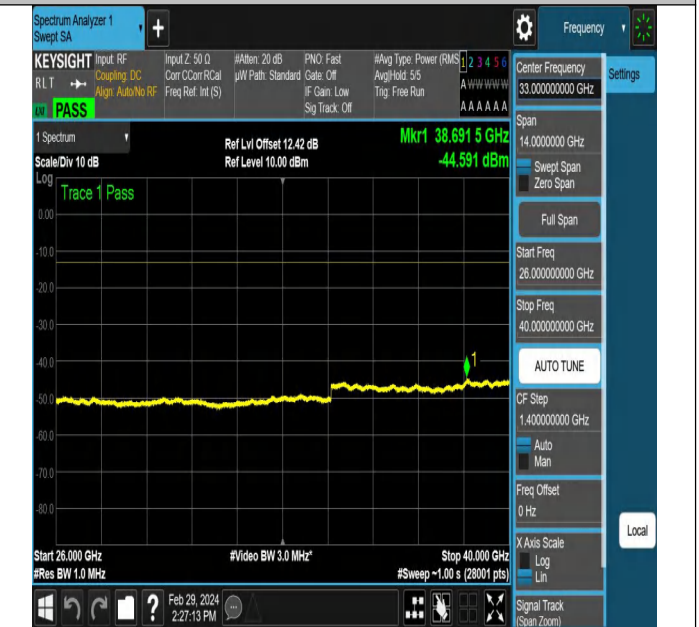 Spectrum Analyzer 1
Swept SA
Frequency
KEYSIGHT
RLT
PASS
Input: RF
Coupling: DC
Align: Auto/No RF
Input Z: 50 Ω
Corr CCorr RCal
Freq Ref: Int (S)
#Atten: 20 dB
µW Path: Standard
PNO: Fast
Gate: Off
IF Gain: Low
Sig Track: Off
#Avg Type: Power (RMS
Avg|Hold: 5/5
Trig: Free Run
1 2 3 4 5 6
A W W W W W
A A A A A A
1 Spectrum
Scale/Div 10 dB
Ref Lvl Offset 12.42 dB
Ref Level 10.00 dBm
Mkr1 38.691 5 GHz
-44.591 dBm
Log
Trace 1 Pass
0.00
-10.0
-20.0
-30.0
-40.0
1
-50.0
-60.0
-70.0
-80.0
Start 26.000 GHz
#Res BW 1.0 MHz
#Video BW 3.0 MHz*
Stop 40.000 GHz
#Sweep ~1.00 s (28001 pts)
Feb 29, 2024
2:27:13 PM
Center Frequency
33.000000000 GHz
Settings
Span
14.0000000 GHz
Swept Span
Zero Span
Full Span
Start Freq
26.000000000 GHz
Stop Freq
40.000000000 GHz
AUTO TUNE
CF Step
1.400000000 GHz
Auto
Man
Freq Offset
0 Hz
X Axis Scale
Log
Lin
Local
Signal Track
(Span Zoom)